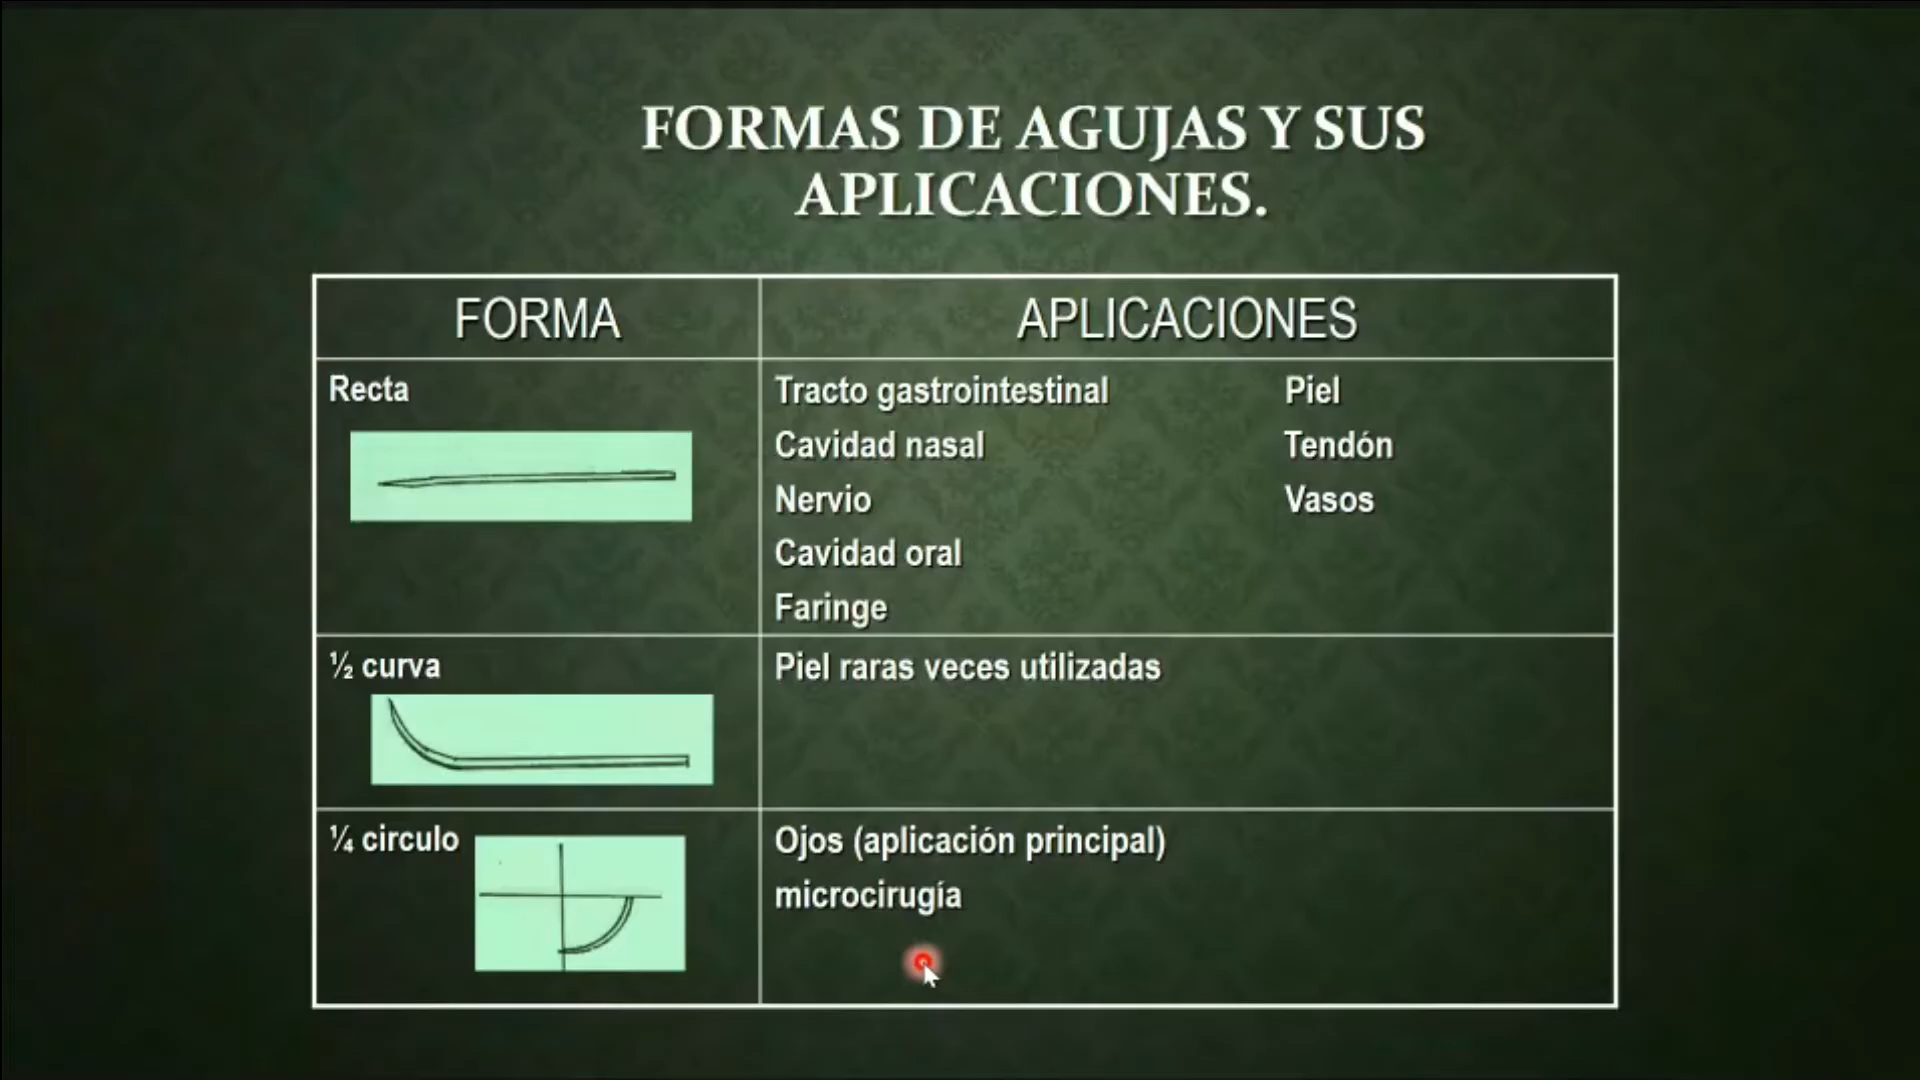 FORMAS DE AGUJAS Y SUS
APLICACIONES.
FORMA
APLICACIONES
Recta
Tracto gastrointestinal
Piel
Cavidad nasal
Tendón
Nervio
Vasos
Cavidad oral
Faringe
½ curva
Piel raras veces utilizadas
¼ circulo
Ojos (aplicación principal)
microcirugía